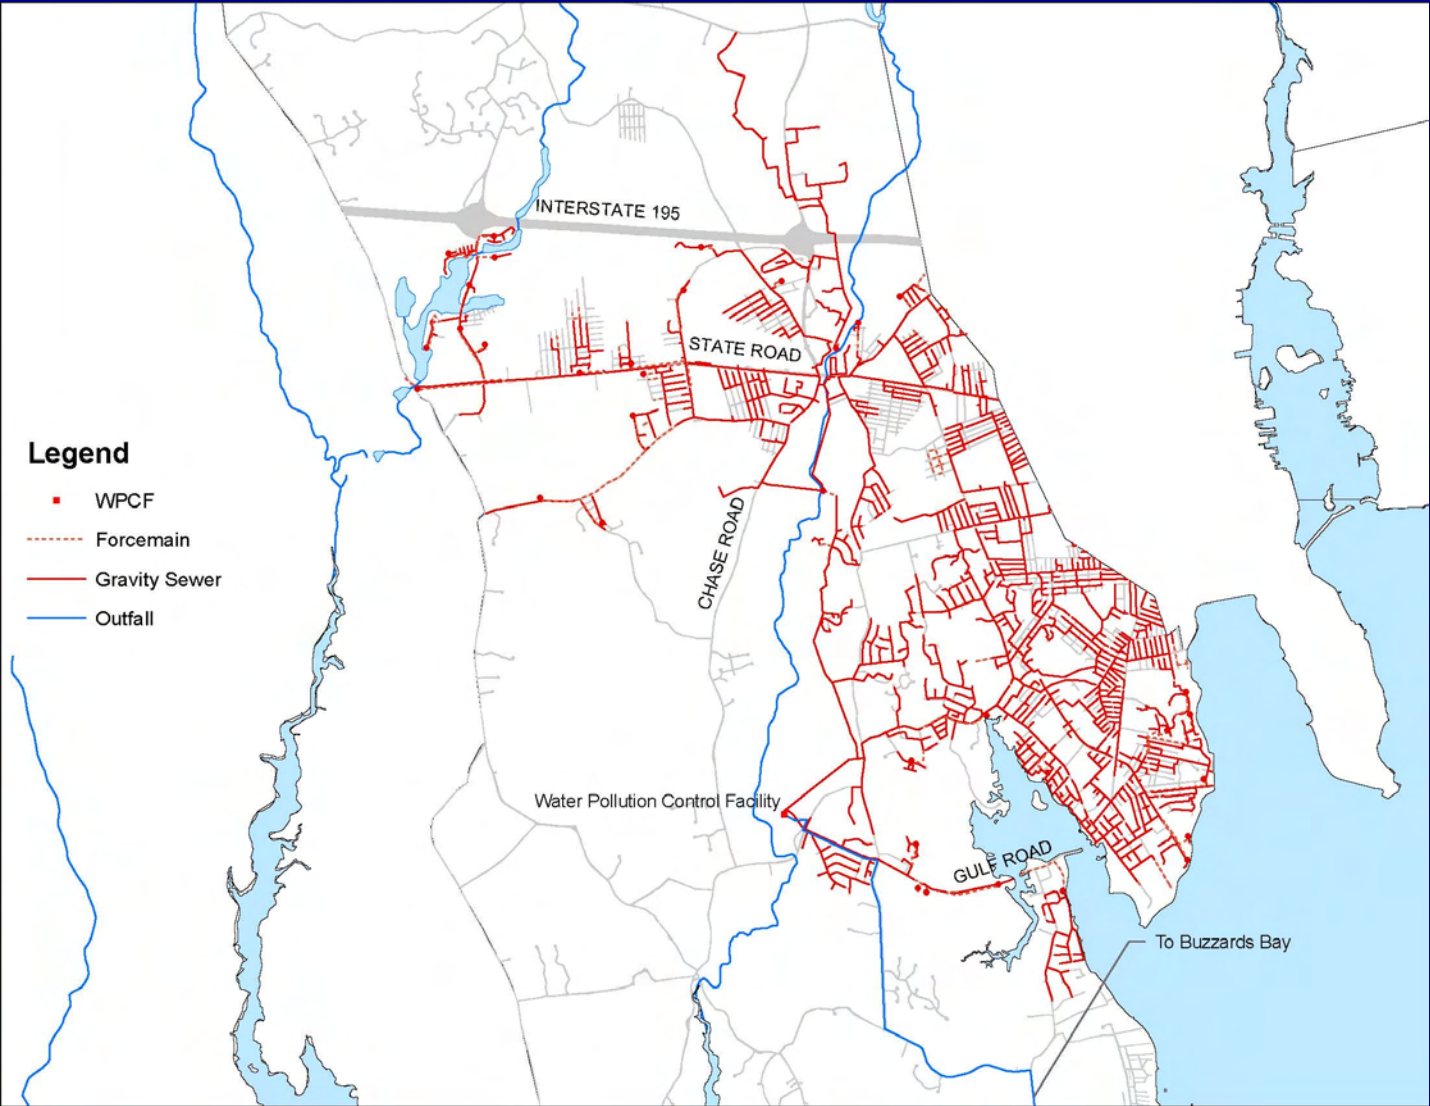 INTERSTATE 195
STATE ROAD
Legend
WPCF
Forcemain
Gravity Sewer
Outfall
CHASE ROAD
Water Pollution Control Facility
GULF ROAD
To Buzzards Bay